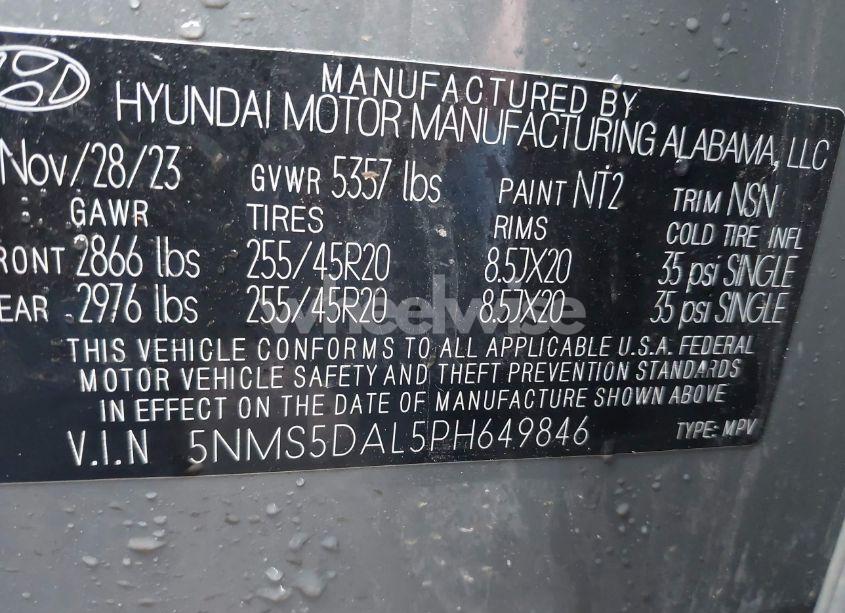 MANUFACTURED BY
HYUNDAI MOTOR MANUFACTURING ALABAMA, LLC
Nov/28/23 GVWR 5357 lbs PAINT NT2 TRIM NSN
: GAWR TIRES RIMS COLD TIRE INFL
RONT 2866 lbs 255/45R20 8.5JX20 35 psi SINGLE
EAR 2976 lbs 255/45R20 8.5JX20 35 psi SINGLE
wheelwise
THIS VEHICLE CONFORMS TO ALL APPLICABLE U.S.A. FEDERAL
MOTOR VEHICLE SAFETY AND THEFT PREVENTION STANDARDS
IN EFFECT ON THE DATE OF MANUFACTURE SHOWN ABOVE
V.I.N 5NMS5DAL5PH649846 TYPE: MPV